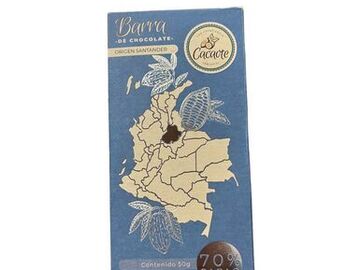 Barra
-DE CHOCOLATE-
ORIGEN SANTANDER
Cacaote
Contenido 50g
70%